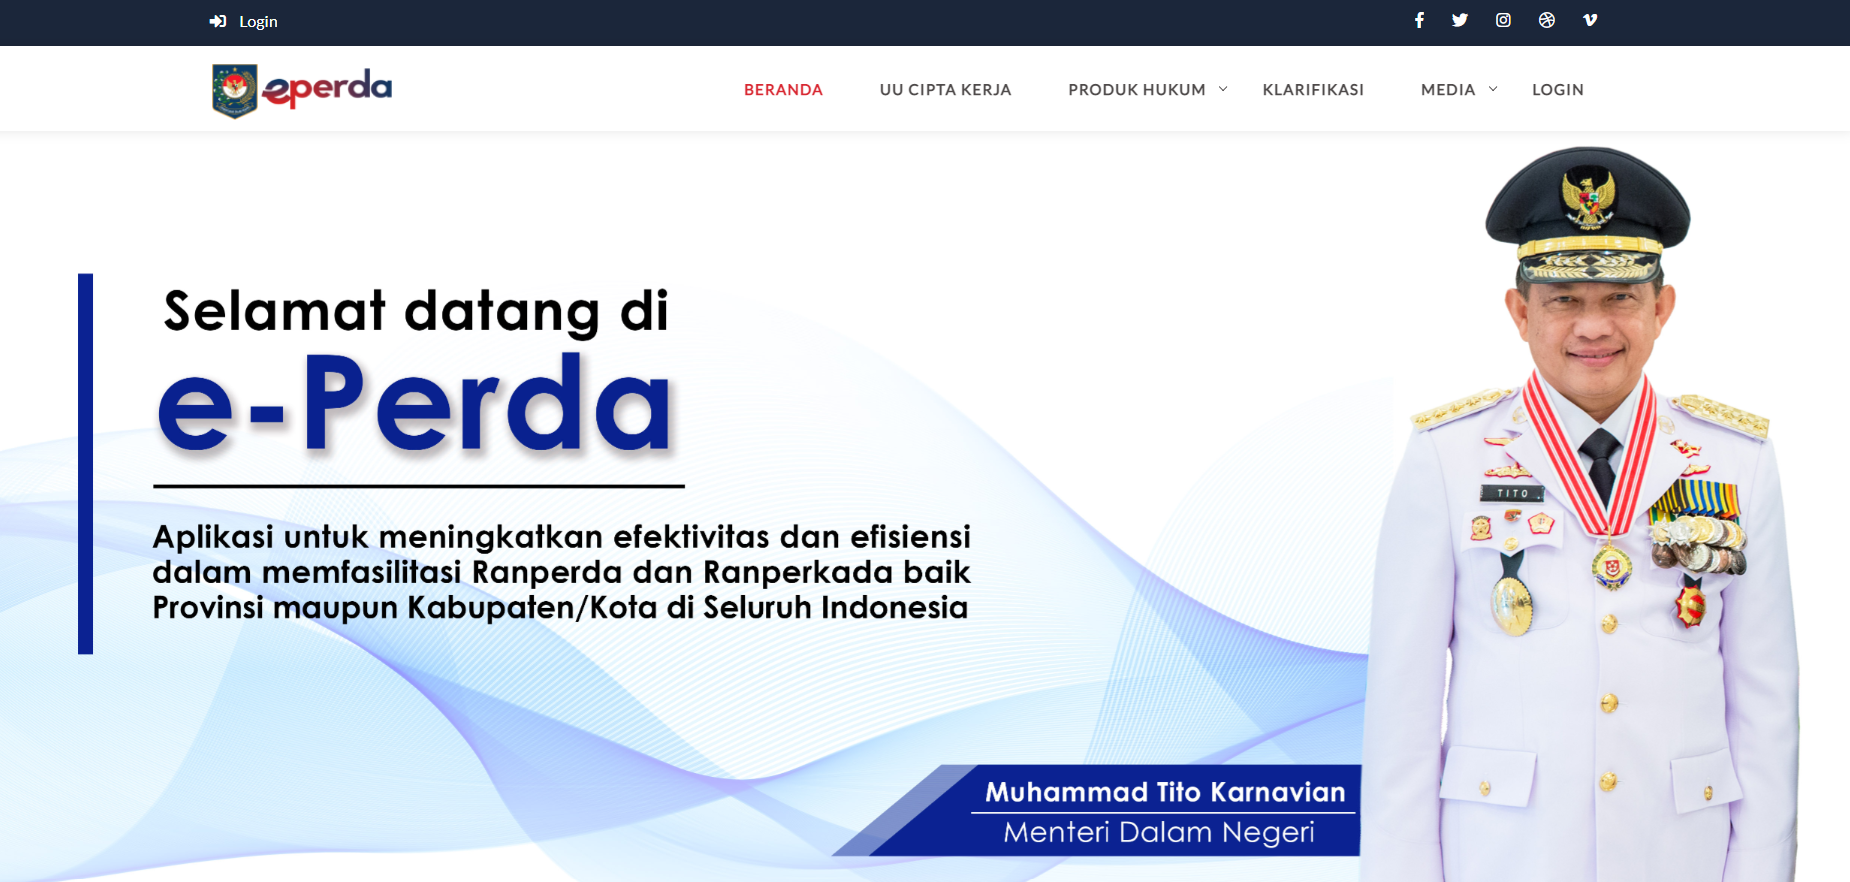 Login
eperda
BERANDA
UU CIPTA KERJA
PRODUK HUKUM
KLARIFIKASI
MEDIA
LOGIN
Selamat datang di
e-Perda
Aplikasi untuk meningkatkan efektivitas dan efisiensi
dalam memfasilitasi Ranperda dan Ranperkada baik
Provinsi maupun Kabupaten/Kota di Seluruh Indonesia
TITO
Muhammad Tito Karnavian
Menteri Dalam Negeri